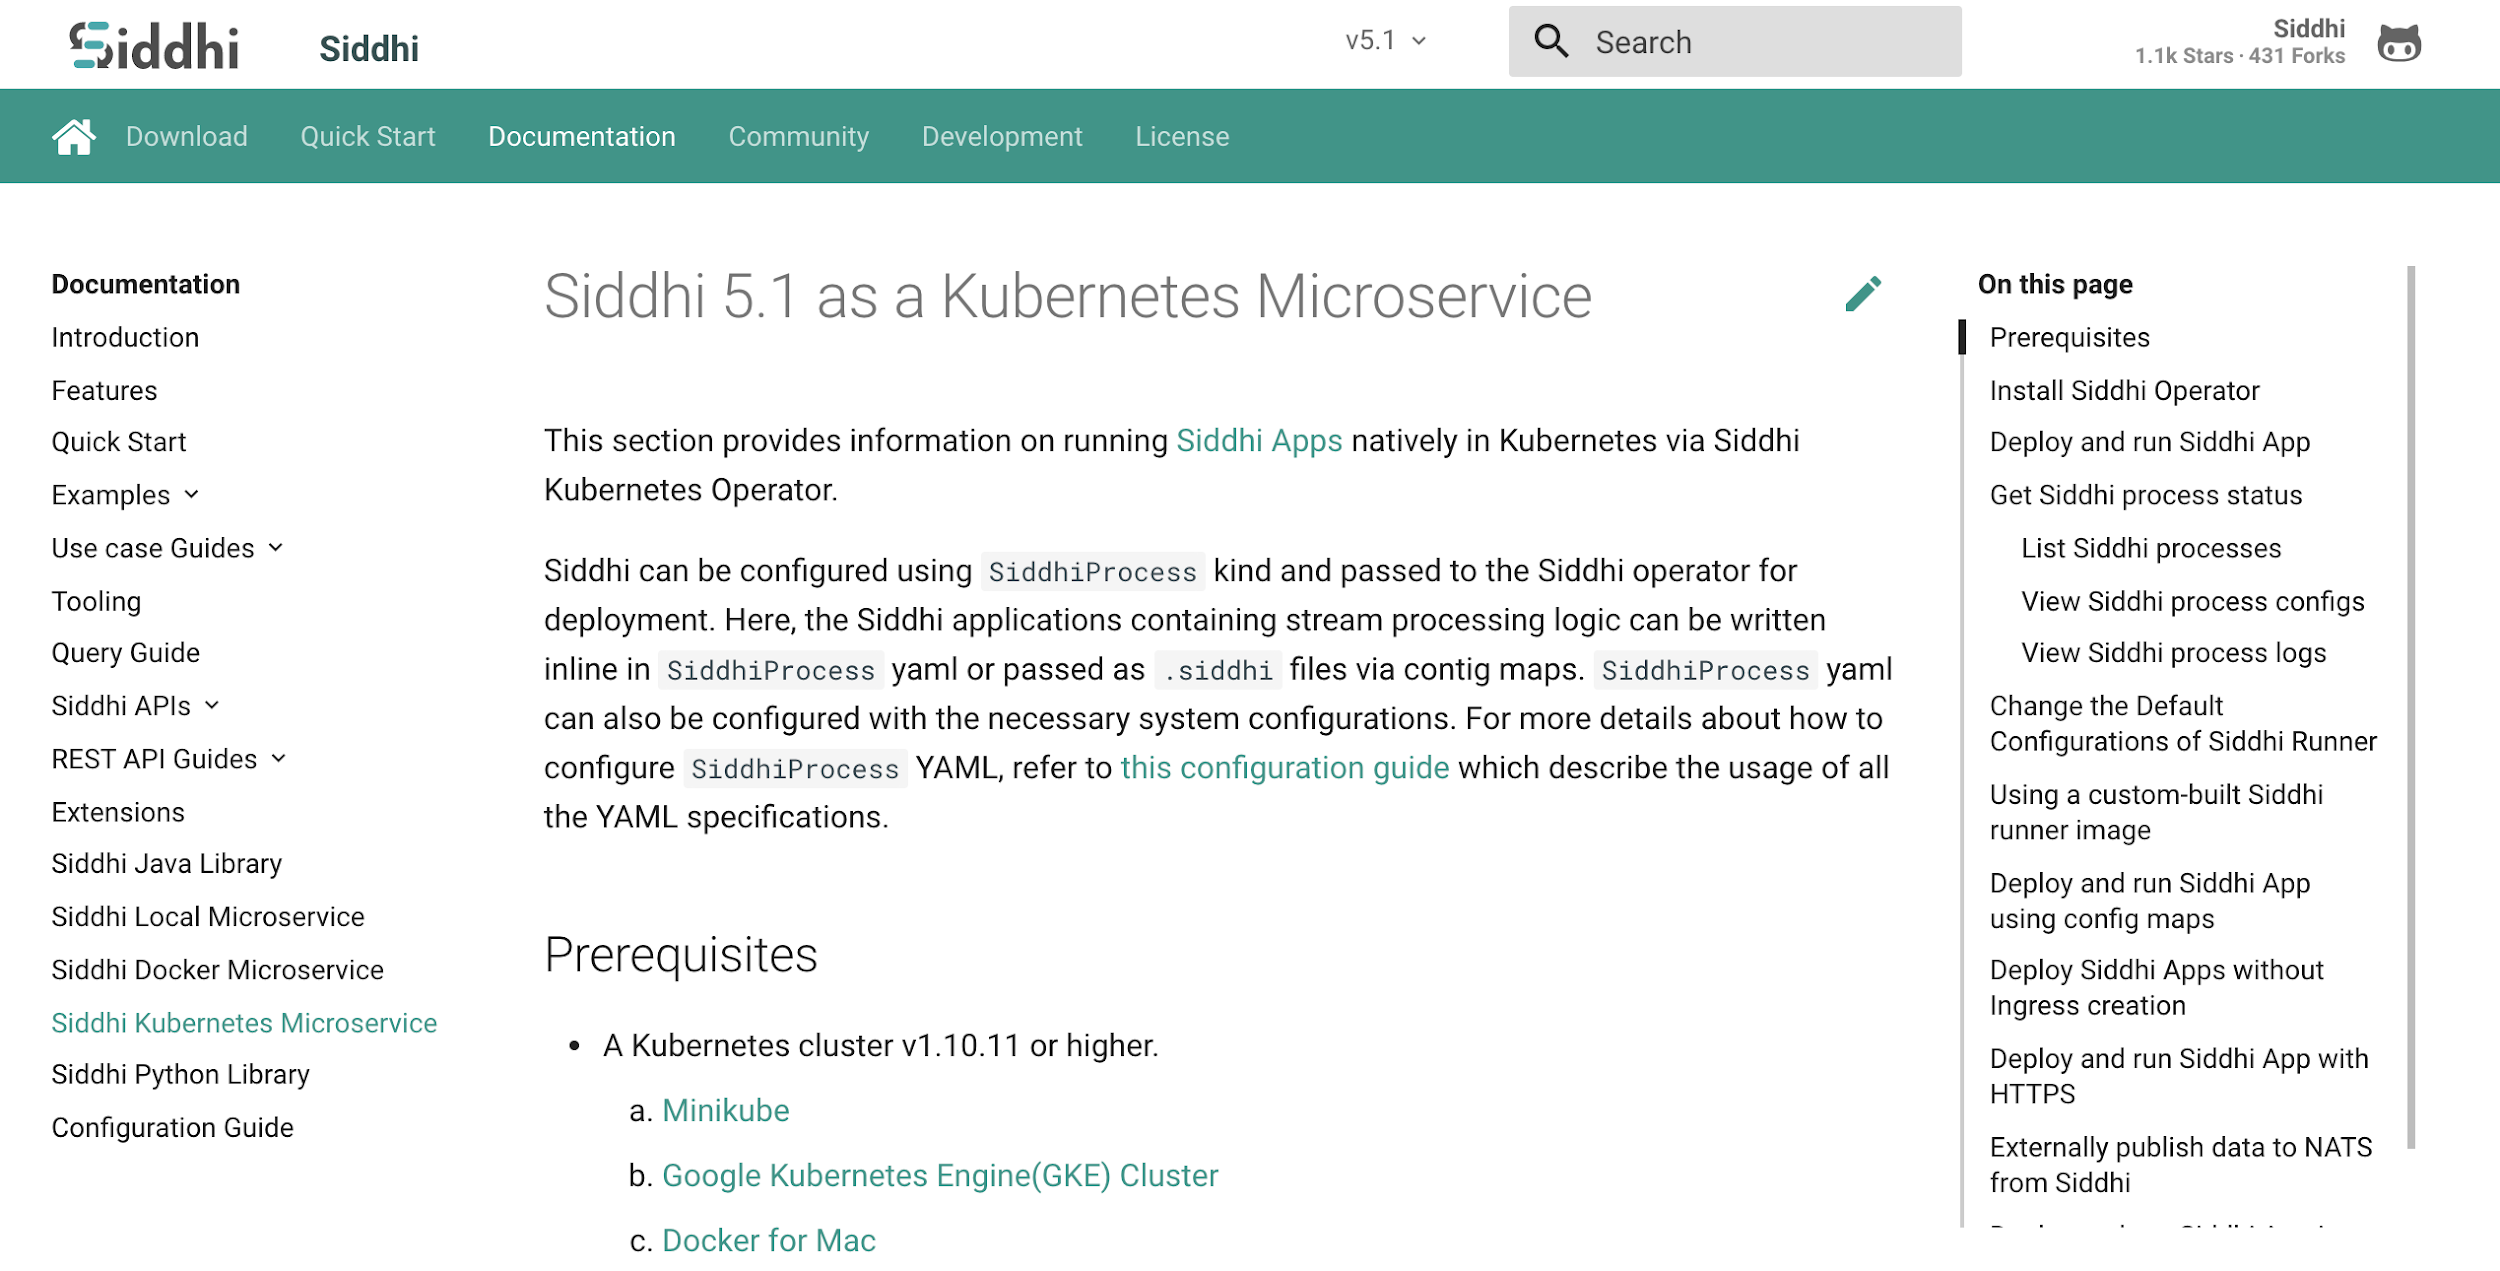 Siddhi
Siddhi
v5.1
Search
Siddhi
1.1k Stars · 431 Forks
Download
Quick Start
Documentation
Community
Development
License
Documentation
Introduction
Features
Quick Start
Examples
Use case Guides
Tooling
Query Guide
Siddhi APIs
REST API Guides
Extensions
Siddhi Java Library
Siddhi Local Microservice
Siddhi Docker Microservice
Siddhi Kubernetes Microservice
Siddhi Python Library
Configuration Guide
Siddhi 5.1 as a Kubernetes Microservice
This section provides information on running Siddhi Apps natively in Kubernetes via Siddhi
Kubernetes Operator.
Siddhi can be configured using SiddhiProcess kind and passed to the Siddhi operator for
deployment. Here, the Siddhi applications containing stream processing logic can be written
inline in SiddhiProcess yaml or passed as .siddhi files via contig maps. SiddhiProcess yaml
can also be configured with the necessary system configurations. For more details about how to
configure SiddhiProcess YAML, refer to this configuration guide which describe the usage of all
the YAML specifications.
Prerequisites
• A Kubernetes cluster v1.10.11 or higher.
a. Minikube
b. Google Kubernetes Engine(GKE) Cluster
c. Docker for Mac
On this page
Prerequisites
Install Siddhi Operator
Deploy and run Siddhi App
Get Siddhi process status
List Siddhi processes
View Siddhi process configs
View Siddhi process logs
Change the Default
Configurations of Siddhi Runner
Using a custom-built Siddhi
runner image
Deploy and run Siddhi App
using config maps
Deploy Siddhi Apps without
Ingress creation
Deploy and run Siddhi App with
HTTPS
Externally publish data to NATS
from Siddhi